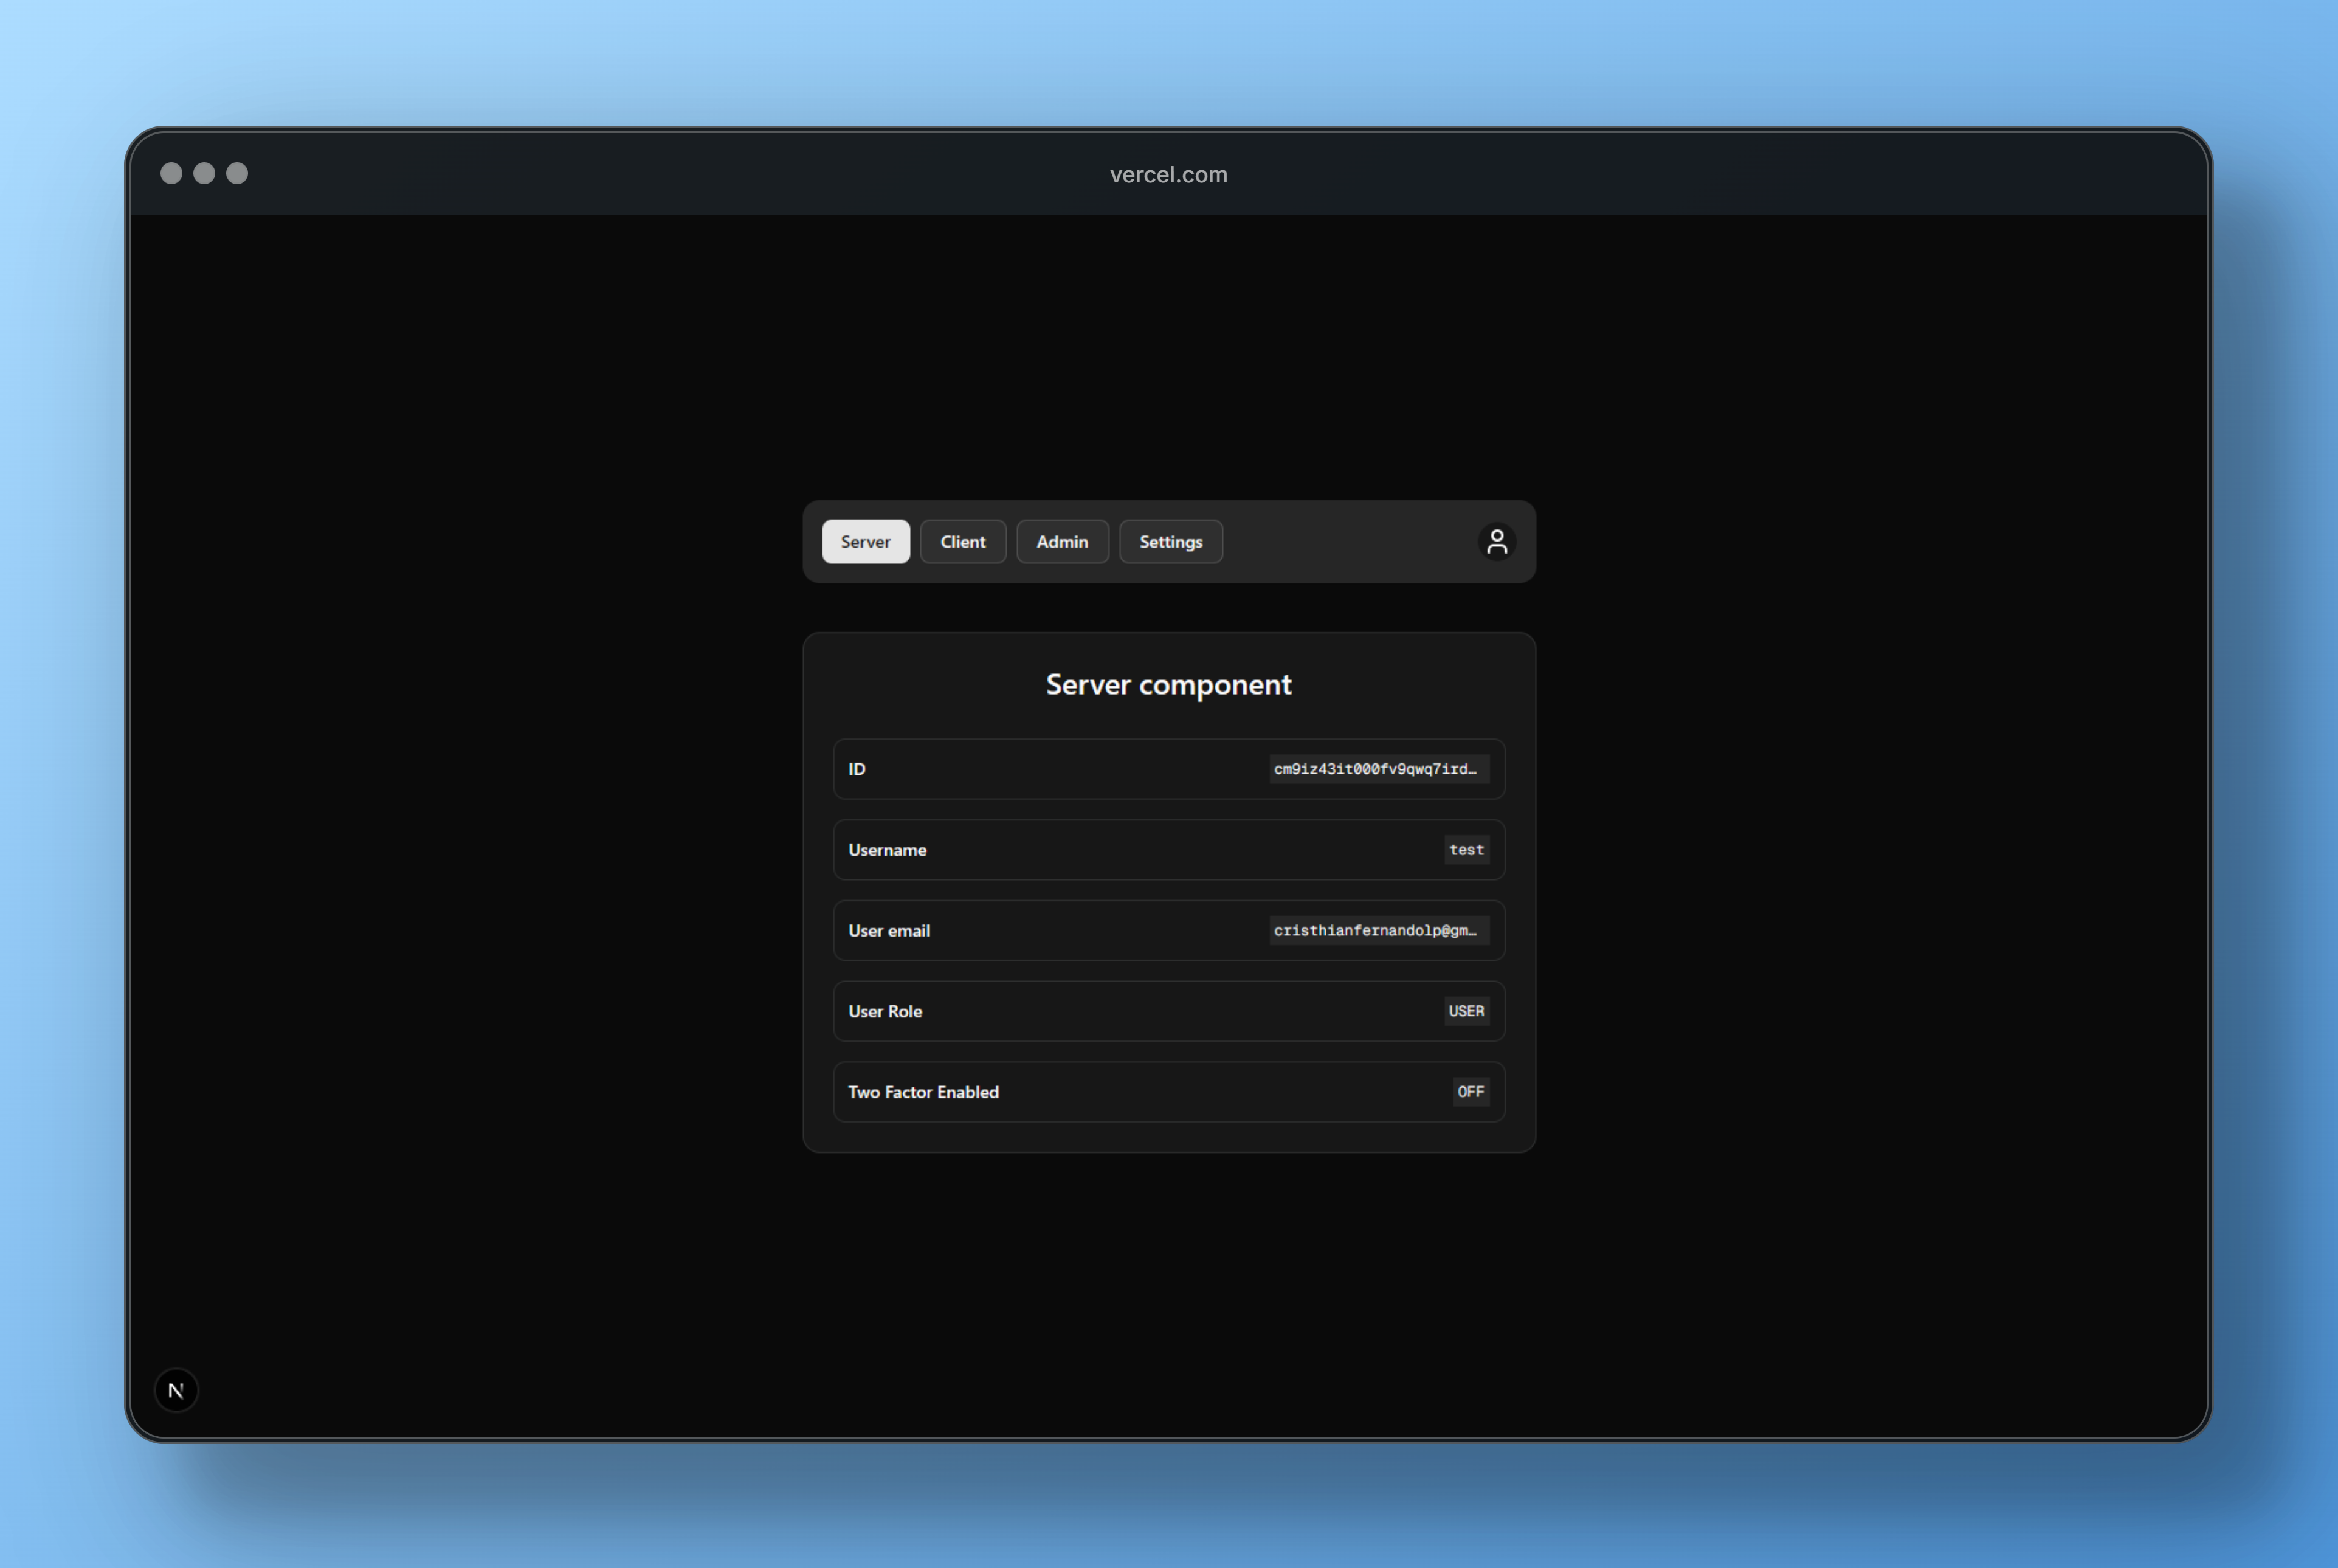 vercel.com
Server Client Admin Settings
Server component
ID cm9iz43it000fv9qwq7ird…
Username test
User email cristhianfernandolp@gm…
User Role USER
Two Factor Enabled OFF
N